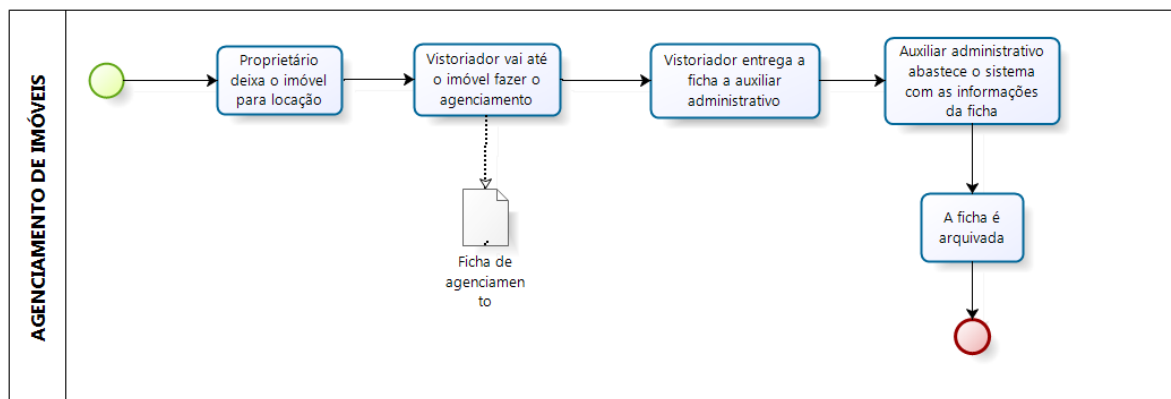 AGENCIAMENTO DE IMÓVEIS
Proprietário
deixa o imóvel
para locação
Vistoriador vai até
o imóvel fazer o
agenciamento
Vistoriador entrega a
ficha a auxiliar
administrativo
Auxiliar administrativo
abastece o sistema
com as informações
da ficha
Ficha de
agenciamen
to
A ficha é
arquivada